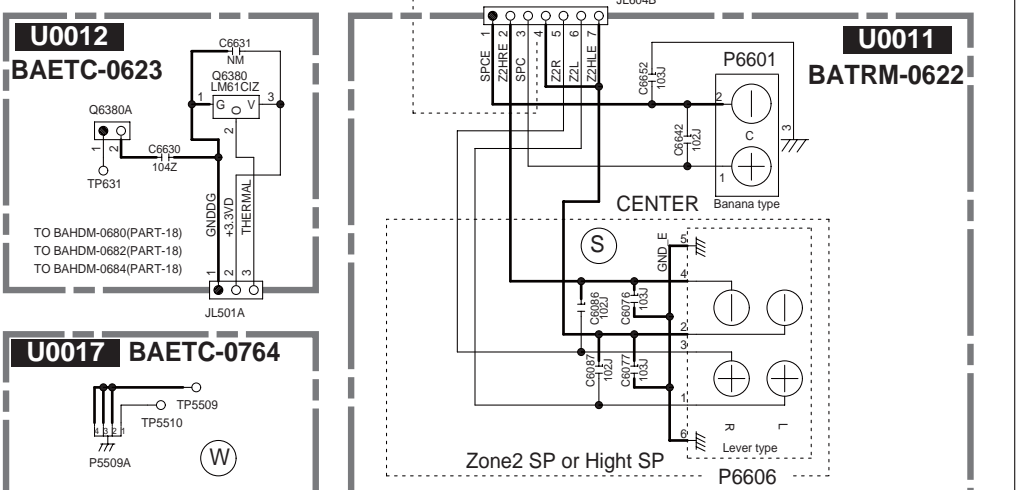 U0012
BAETC-0623
C6631
NM
Q6380
LM61CIZ
1 G V 3
2
Q6380A
1 2
TP631
C6630
104Z
GNDDG
+3.3VD
THERMAL
TO BAHDM-0680(PART-18)
TO BAHDM-0682(PART-18)
TO BAHDM-0684(PART-18)
1 2 3
JL501A
U0017 BAETC-0764
TP5509
TP5510
4 3 2 1
P5509A
W
JL604B
1 2 3 4 5 6 7
SPCE
Z2HRE
SPC
Z2R
Z2L
Z2HLE
U0011
BATRM-0622
P6601
C6652
103J
C6642
102J
2
C
1
3
Banana type
CENTER
S
GND_E
5
4
C6086
102J
C6076
103J
2
3
C6087
102J
C6077
103J
1
6
R L
Lever type
Zone2 SP or Hight SP
P6606